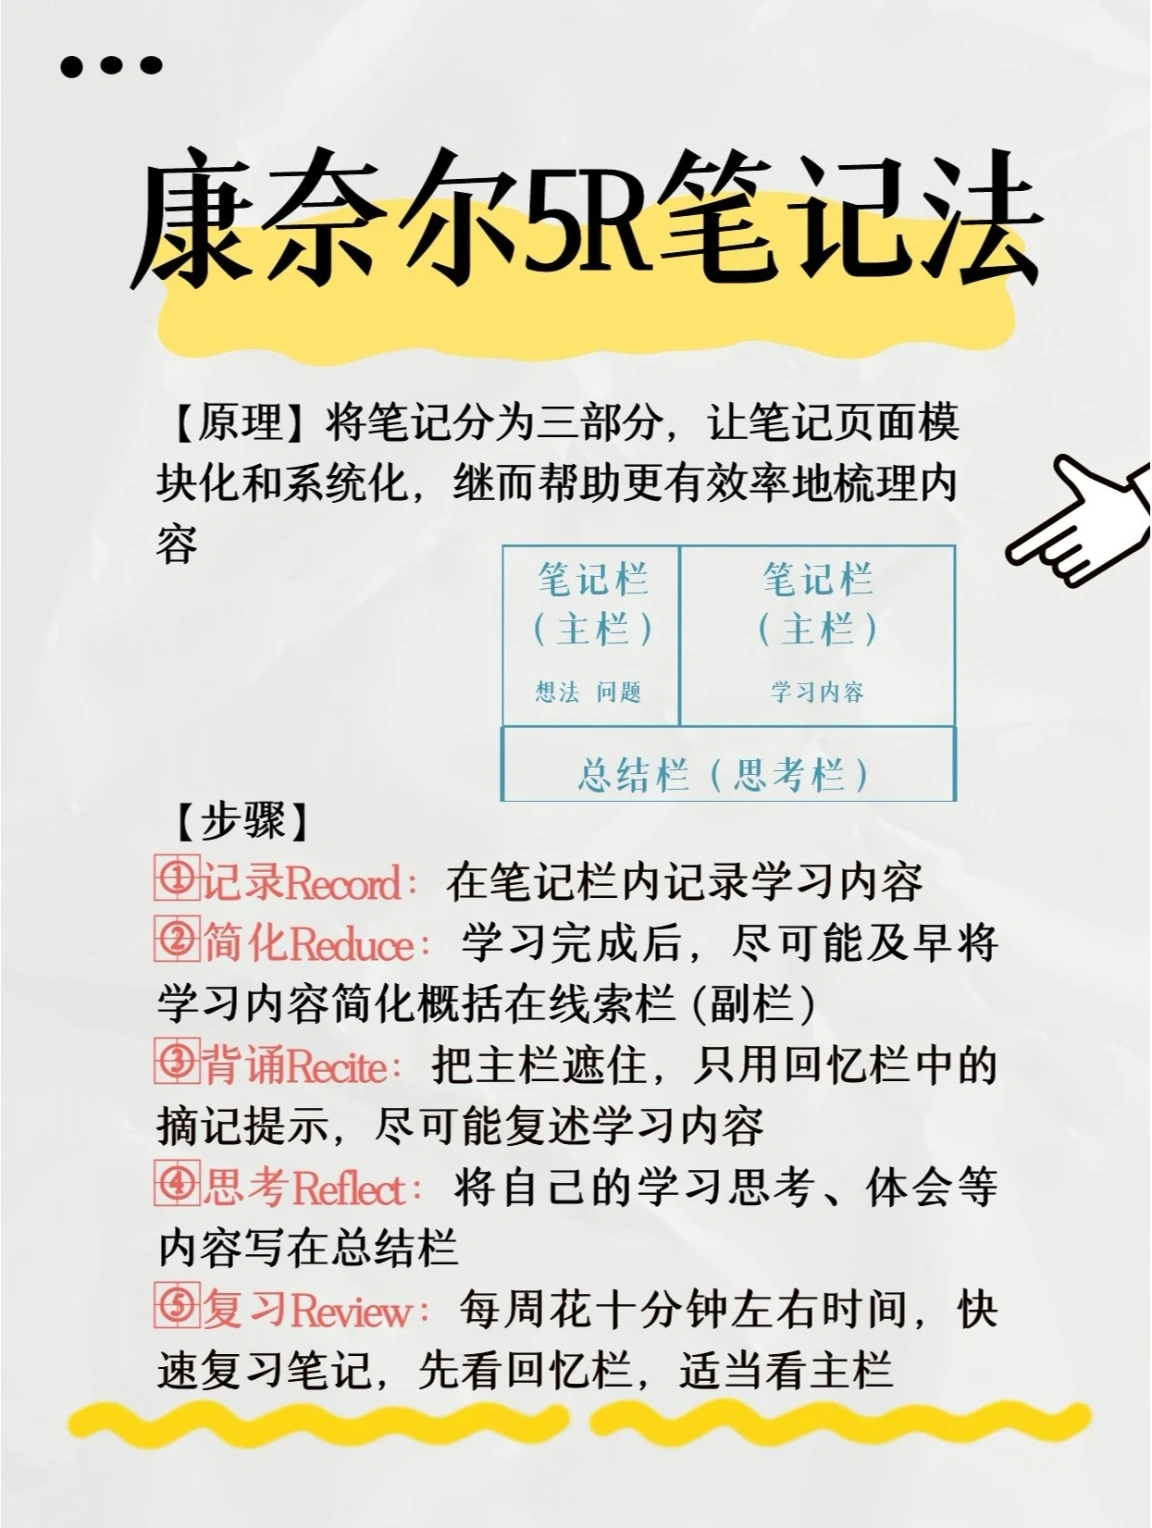 康奈尔5R笔记法
【原理】将笔记分为三部分，让笔记页面模
块化和系统化，继而帮助更有效率地梳理内
容
笔记栏
（主栏）
想法 问题
笔记栏
（主栏）
学习内容
总结栏（思考栏）
【步骤】
①记录Record：在笔记栏内记录学习内容
②简化Reduce：学习完成后，尽可能及早将
学习内容简化概括在线索栏（副栏）
③背诵Recite：把主栏遮住，只用回忆栏中的
摘记提示，尽可能复述学习内容
④思考Reflect：将自己的学习思考、体会等
内容写在总结栏
⑤复习Review：每周花十分钟左右时间，快
速复习笔记，先看回忆栏，适当看主栏